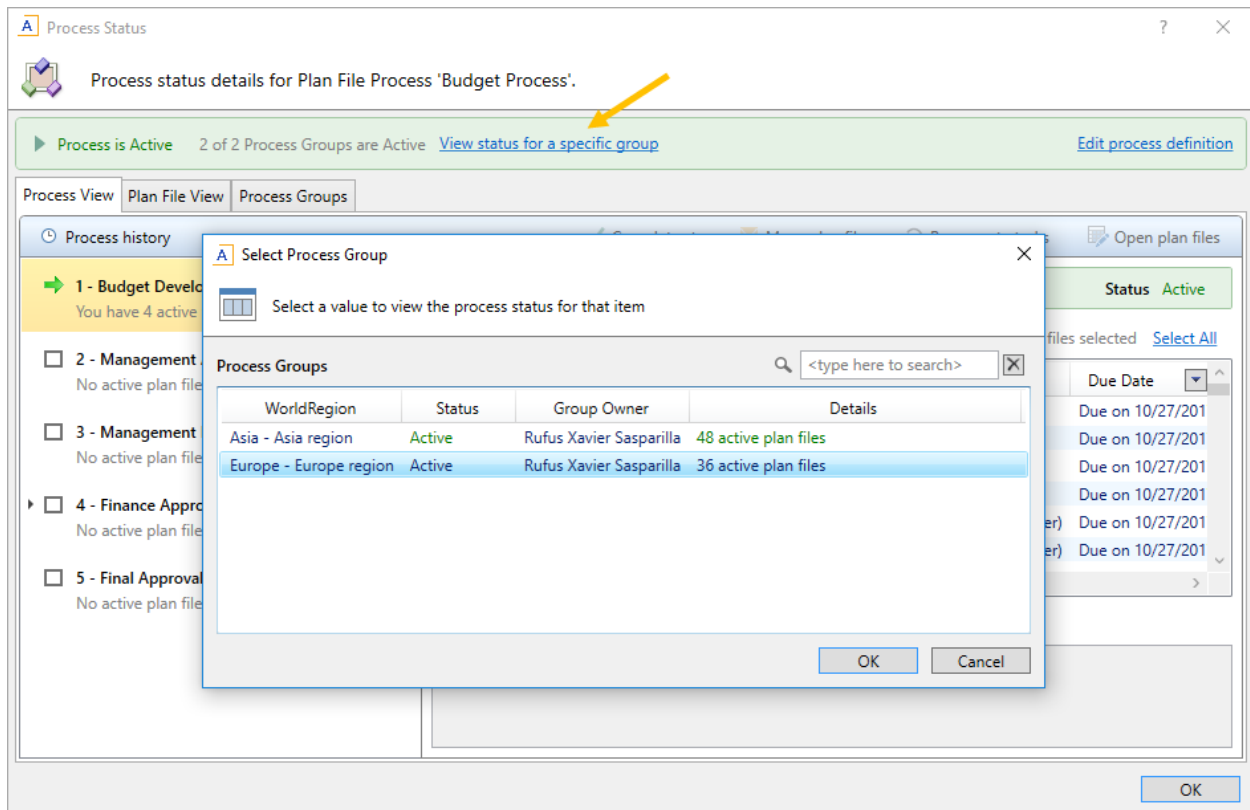 Process Status
Process status details for Plan File Process 'Budget Process'.
Process is Active 2 of 2 Process Groups are Active View status for a specific group Edit process definition
Process View Plan File View Process Groups
Process history Open plan files
1 - Budget Develo
You have 4 active
2 - Management
No active plan file
3 - Management
No active plan file
4 - Finance Appro
No active plan file
5 - Final Approval
No active plan file
Select Process Group
Select a value to view the process status for that item
Process Groups <type here to search>
WorldRegion Status Group Owner Details
Asia - Asia region Active Rufus Xavier Sasparilla 48 active plan files
Europe - Europe region Active Rufus Xavier Sasparilla 36 active plan files
OK Cancel
Status Active
files selected Select All
Due Date
Due on 10/27/201
Due on 10/27/201
Due on 10/27/201
Due on 10/27/201
er) Due on 10/27/201
er) Due on 10/27/201
OK